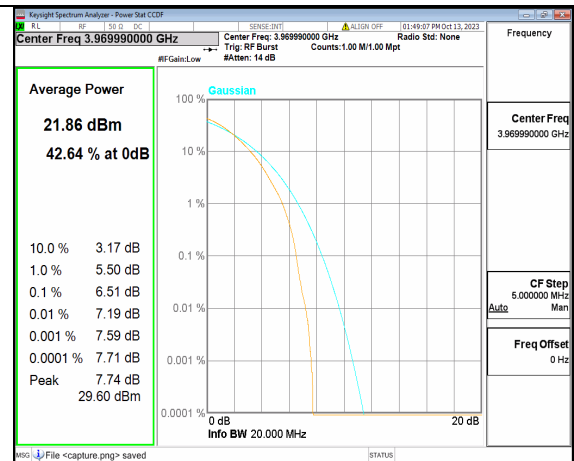 Keysight Spectrum Analyzer - Power Stat CCDF
RL RF 50 Ω DC SENSE:INT ALIGN OFF 01:49:07 PM Oct 13, 2023
Center Freq 3.969990000 GHz
Center Freq: 3.969990000 GHz Radio Std: None
Trig: RF Burst Counts:1.00 M/1.00 Mpt
#IFGain:Low #Atten: 14 dB
Frequency
Average Power
21.86 dBm
42.64 % at 0dB
10.0 % 3.17 dB
1.0 % 5.50 dB
0.1 % 6.51 dB
0.01 % 7.19 dB
0.001 % 7.59 dB
0.0001 % 7.71 dB
Peak 7.74 dB
29.60 dBm
Gaussian
100 %
10 %
1 %
0.1 %
0.01 %
0.001 %
0.0001 %
0 dB 20 dB
Info BW 20.000 MHz
Center Freq
3.969990000 GHz
CF Step
5.000000 MHz
Auto Man
Freq Offset
0 Hz
MSG File <capture.png> saved STATUS